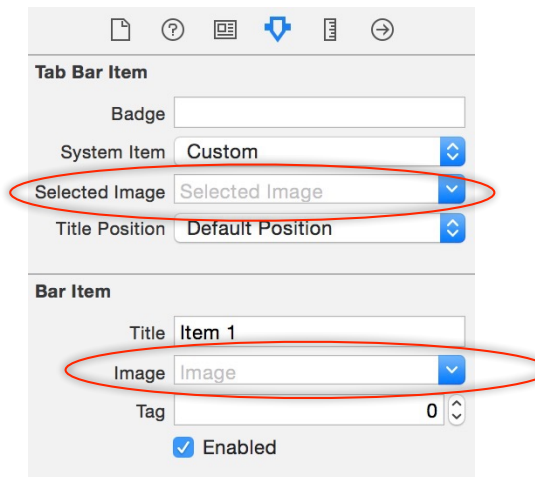 Tab Bar Item
Badge
System Item Custom
Selected Image Selected Image
Title Position Default Position
Bar Item
Title Item 1
Image Image
Tag 0
Enabled